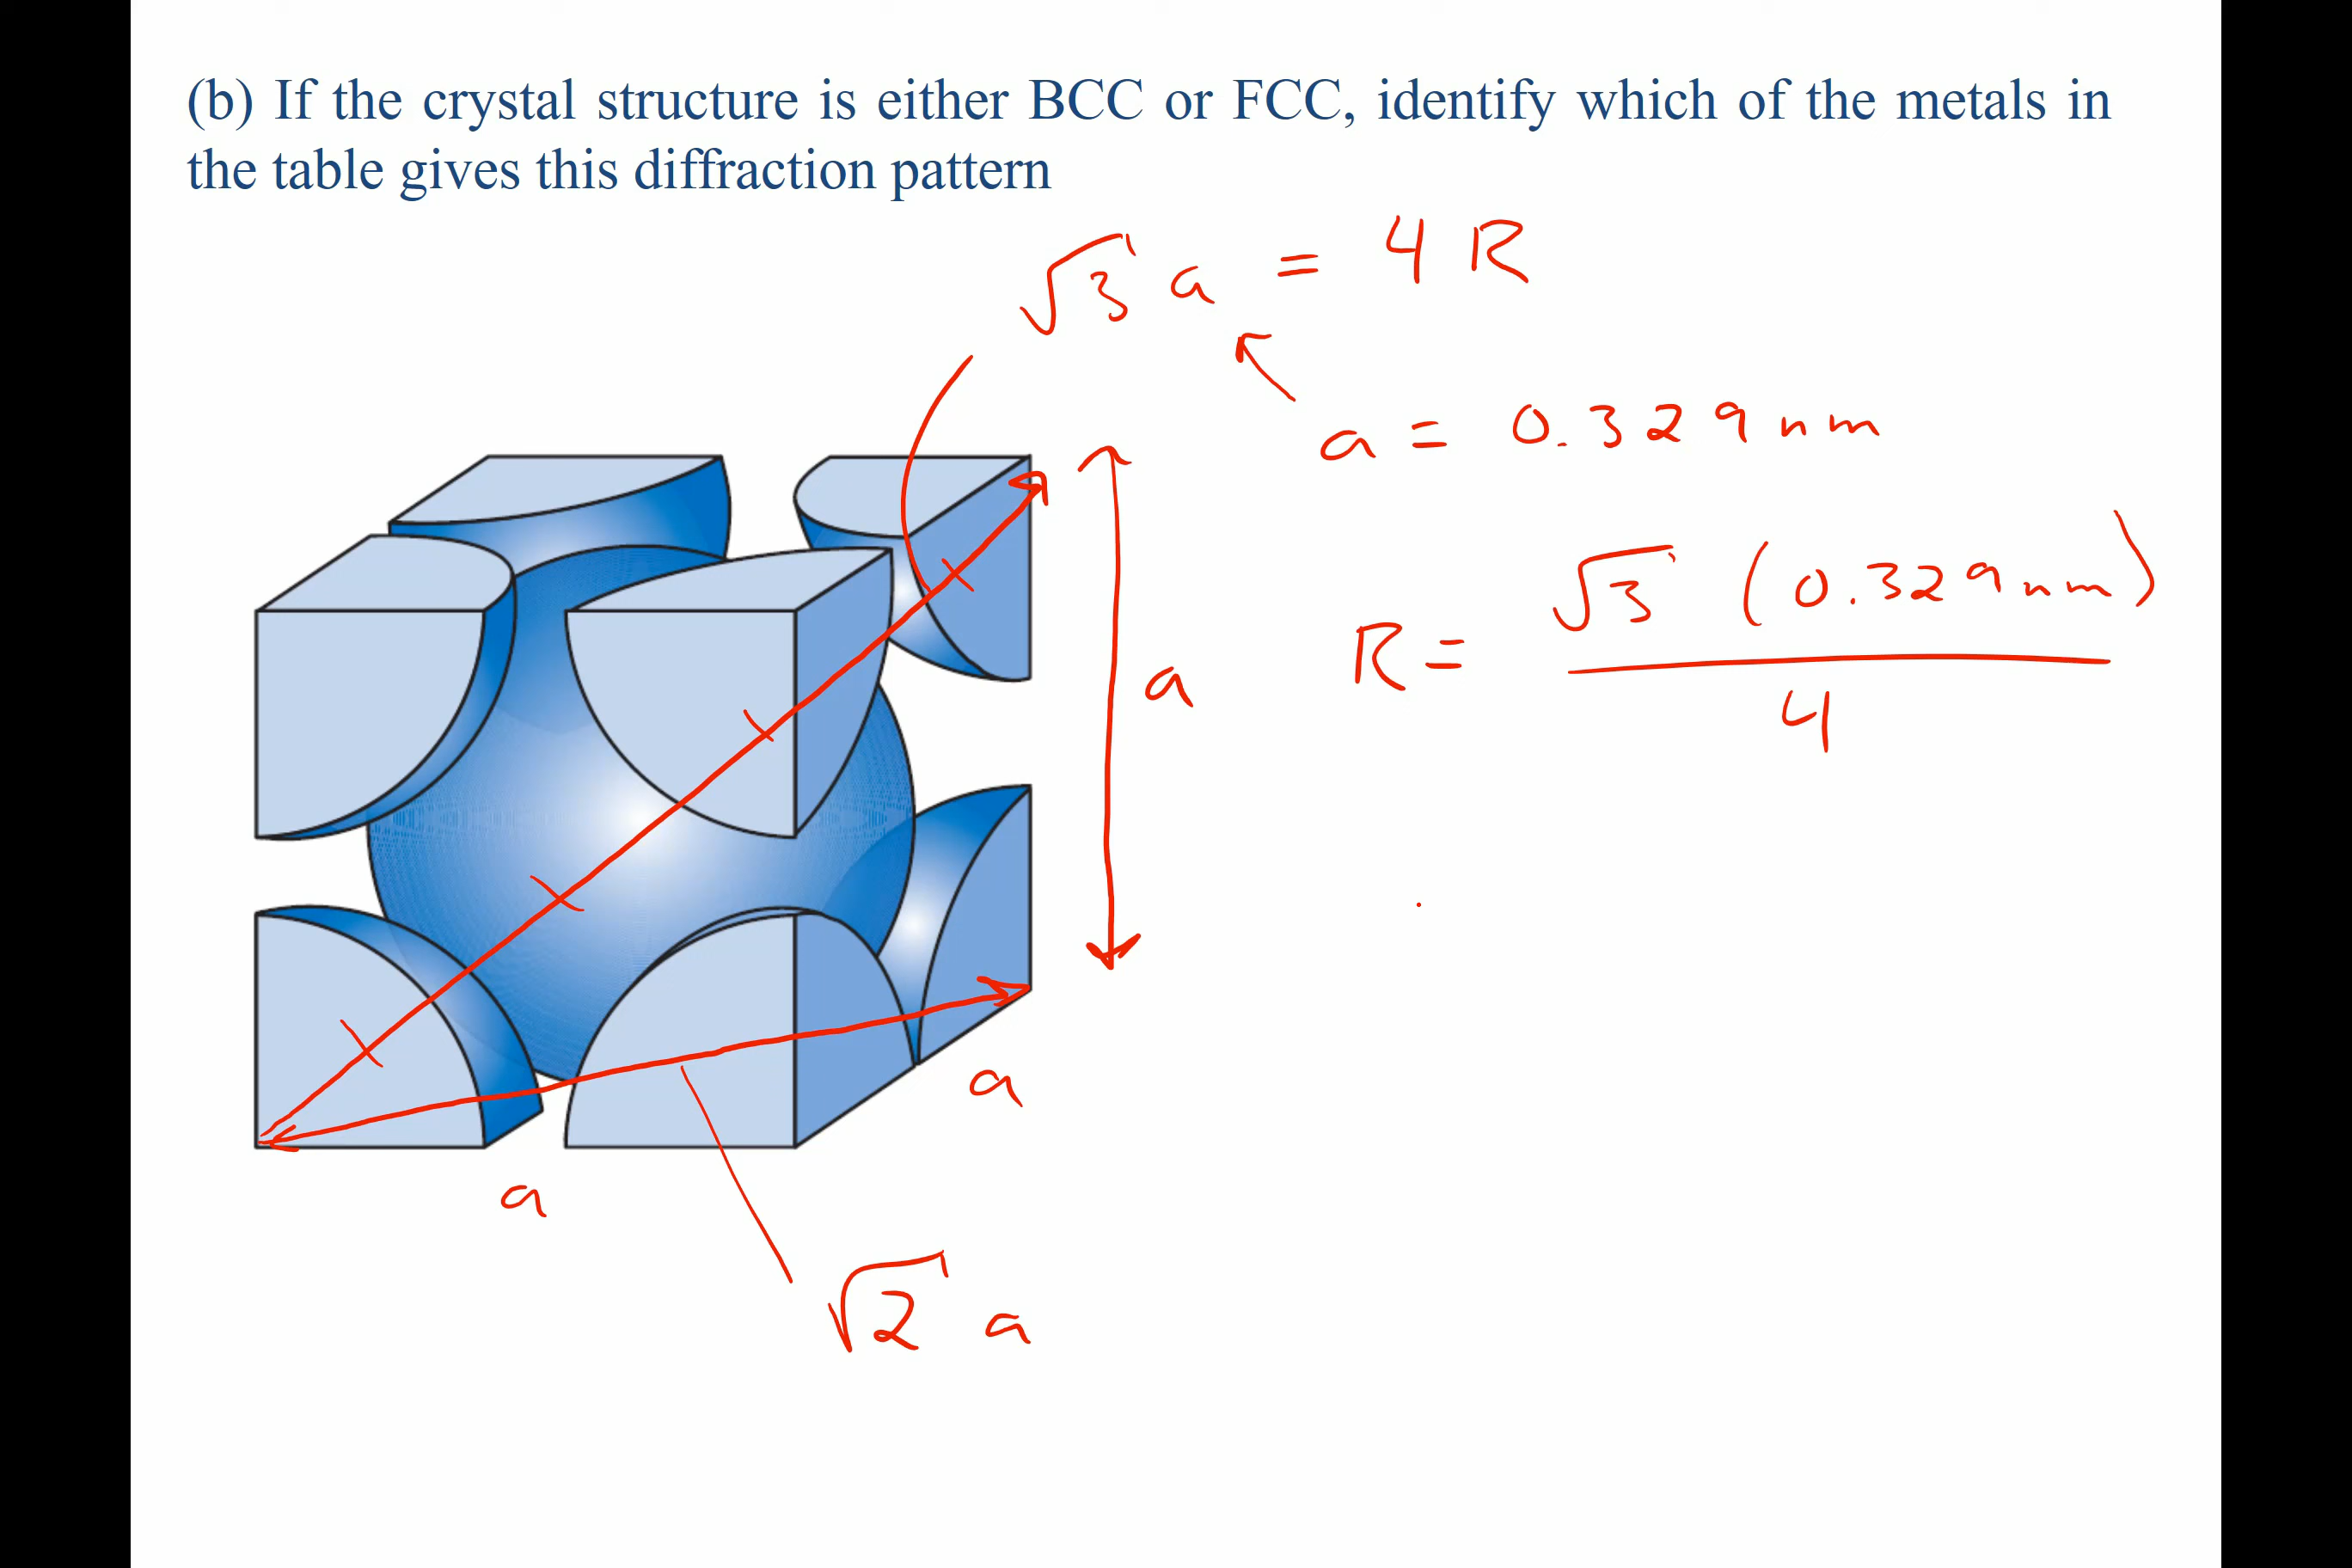 (b) If the crystal structure is either BCC or FCC, identify which of the metals in
the table gives this diffraction pattern
√3 a = 4 R
a = 0.329 nm
R = √3 (0.329 nm)
4
a
a
a
√2 a